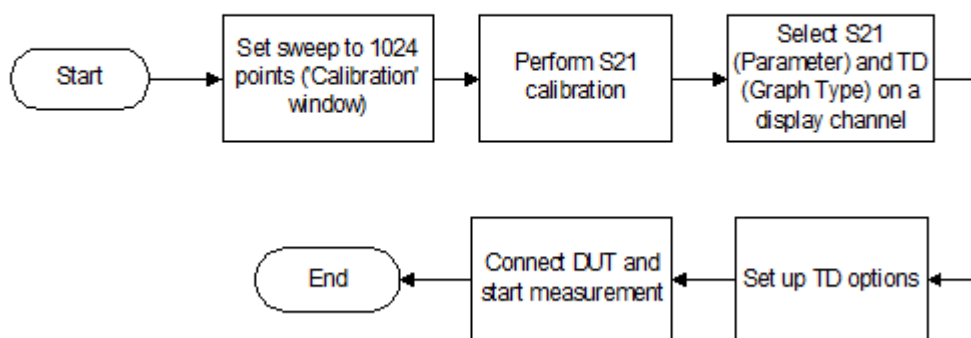 Start
Set sweep to 1024
points ('Calibration'
window)
Perform S21
calibration
Select S21
(Parameter) and TD
(Graph Type) on a
display channel
End
Connect DUT and
start measurement
Set up TD options